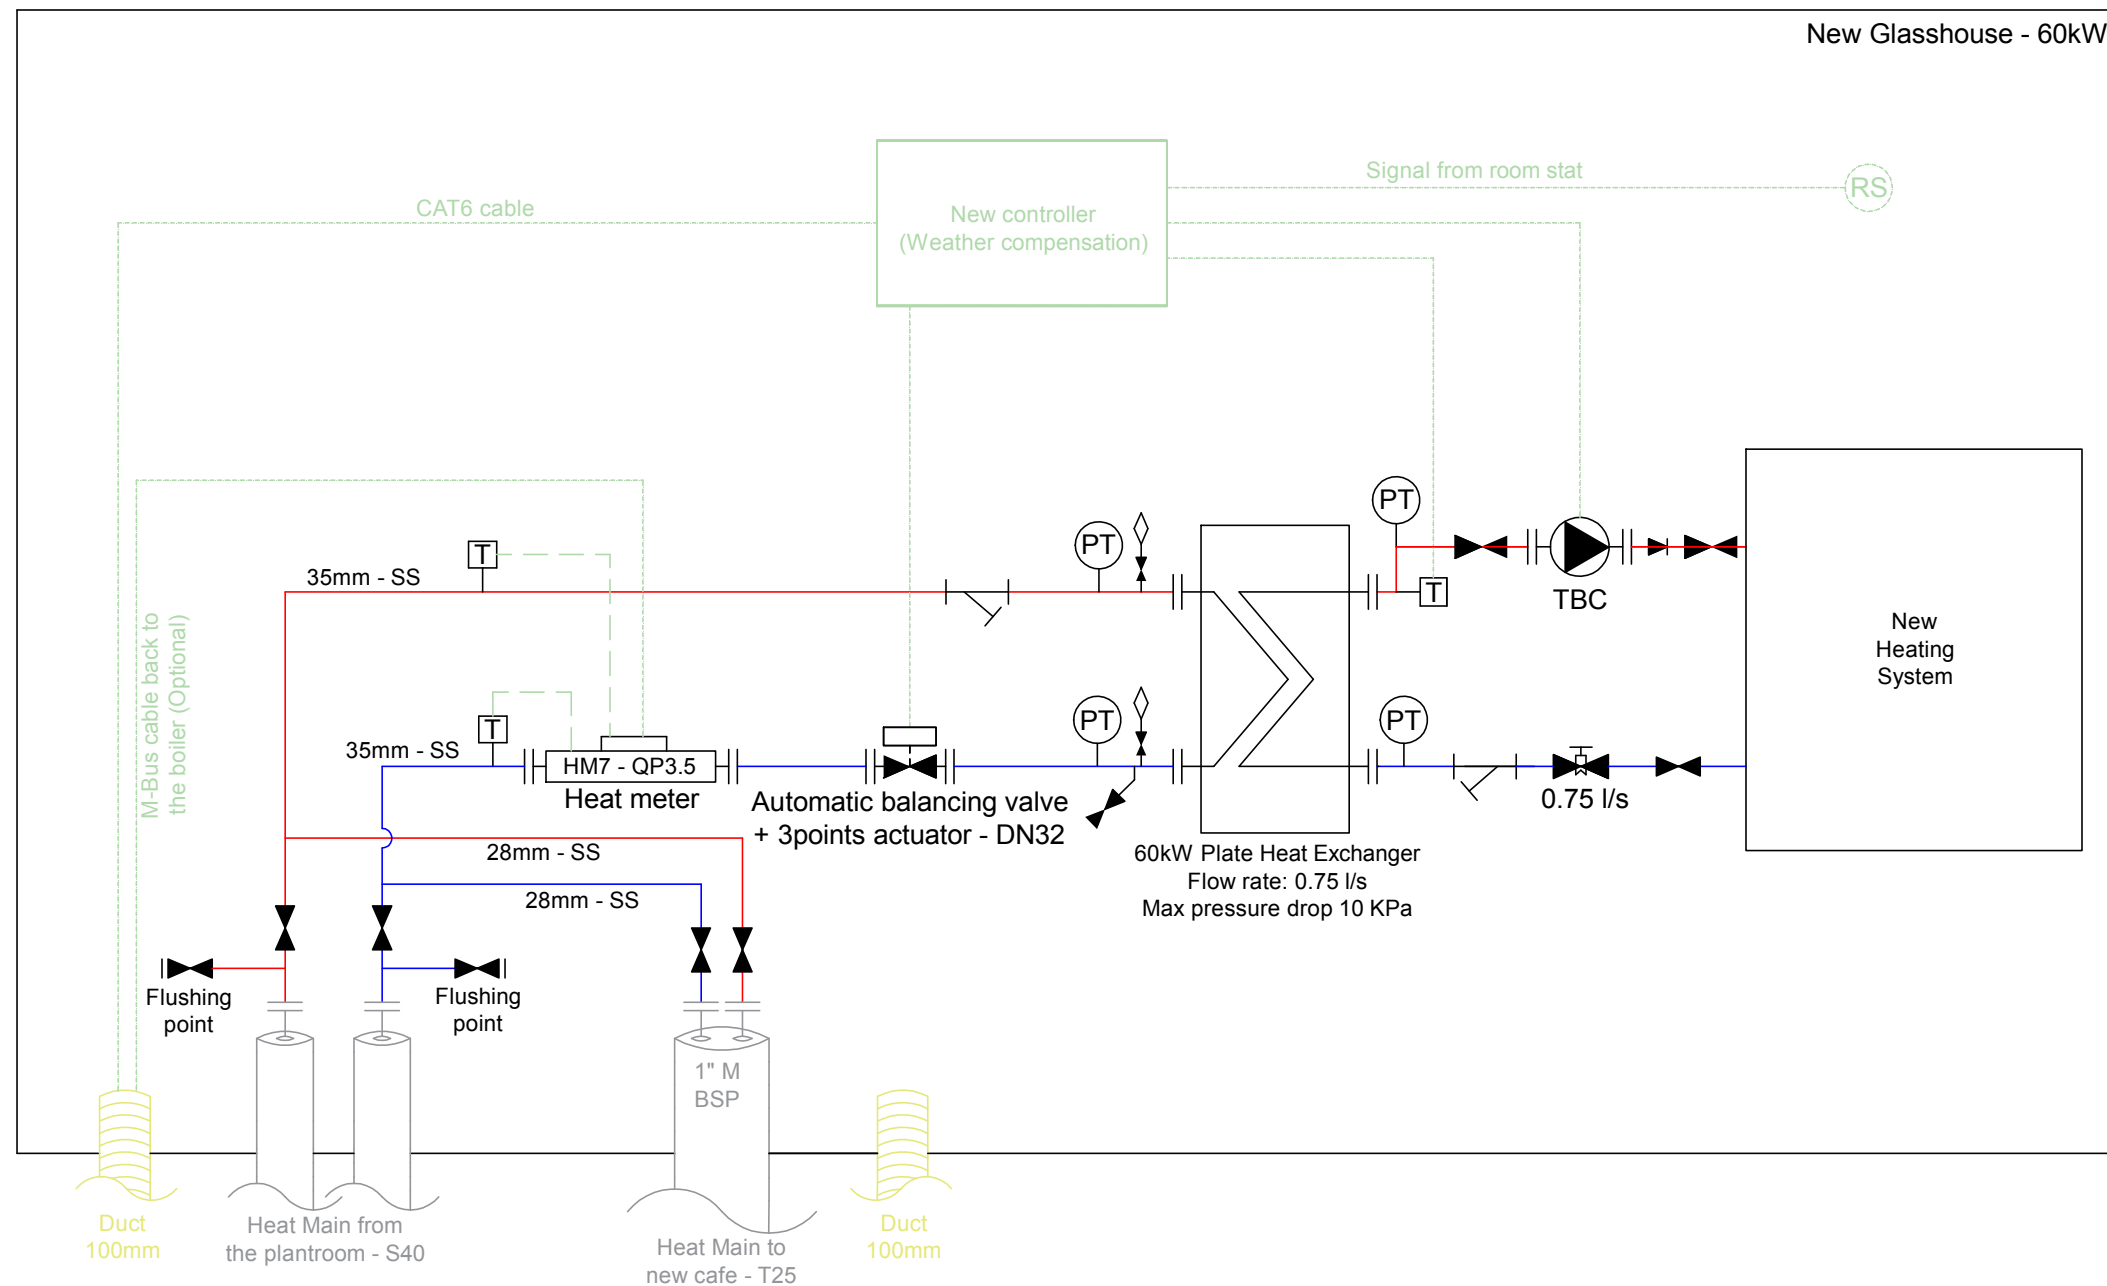 New Glasshouse - 60kW
Signal from room stat
RS
CAT6 cable
New controller
(Weather compensation)
PT
PT
T
35mm - SS
T
TBC
M-Bus cable back to
the boiler (Optional)
New
Heating
System
T
35mm - SS
PT
PT
HM7 - QP3.5
Heat meter
Automatic balancing valve
+ 3points actuator - DN32
0.75 l/s
28mm - SS
28mm - SS
60kW Plate Heat Exchanger
Flow rate: 0.75 l/s
Max pressure drop 10 KPa
Flushing
point
Flushing
point
1" M
BSP
Duct
100mm
Heat Main from
the plantroom - S40
Heat Main to
new cafe - T25
Duct
100mm